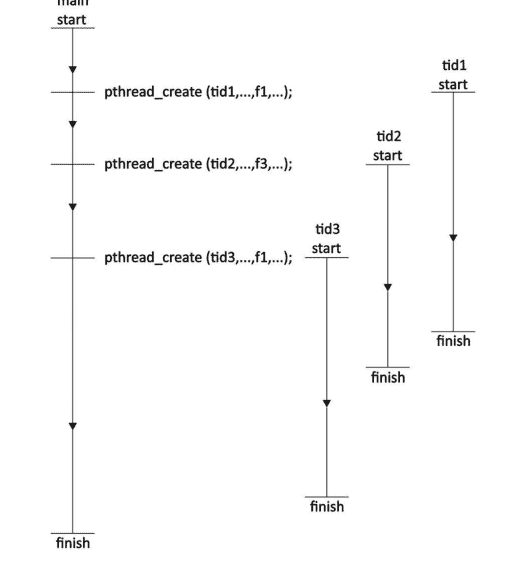 main
start
tid1
start
pthread_create (tid1,...,f1,...);
tid2
start
pthread_create (tid2,...,f3,...);
tid3
start
pthread_create (tid3,...,f1,...);
finish
finish
finish
finish